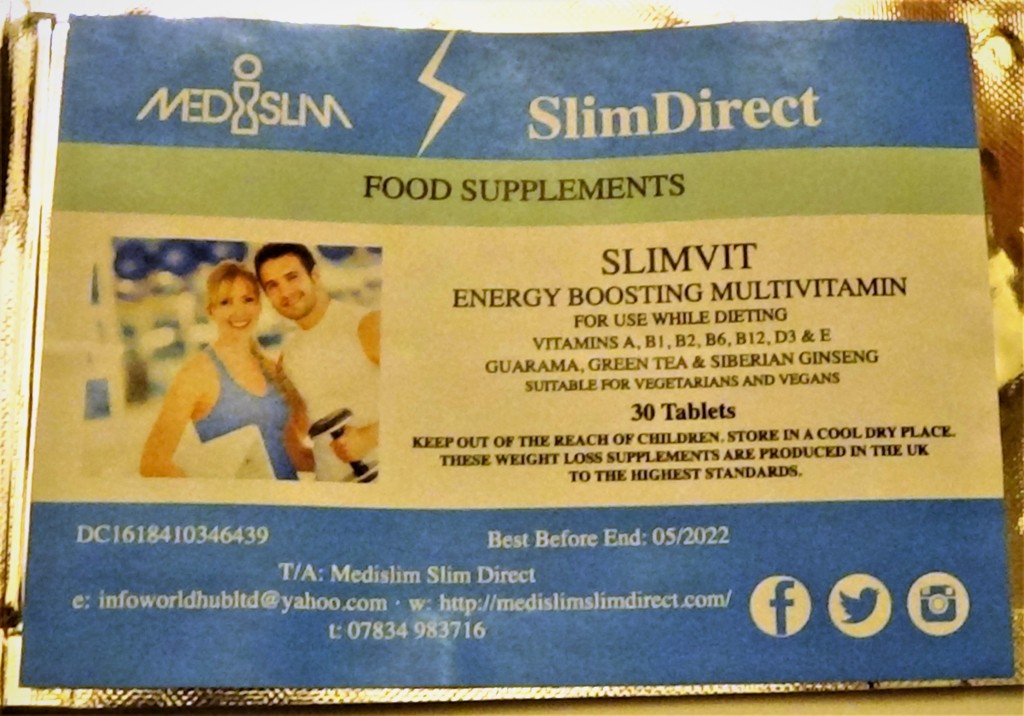 MEDiSLIM
SlimDirect
FOOD SUPPLEMENTS
SLIMVIT
ENERGY BOOSTING MULTIVITAMIN
FOR USE WHILE DIETING
VITAMINS A, B1, B2, B6, B12, D3 & E
GUARAMA, GREEN TEA & SIBERIAN GINSENG
SUITABLE FOR VEGETARIANS AND VEGANS
30 Tablets
KEEP OUT OF THE REACH OF CHILDREN. STORE IN A COOL DRY PLACE.
THESE WEIGHT LOSS SUPPLEMENTS ARE PRODUCED IN THE UK
TO THE HIGHEST STANDARDS.
DC1618410346439
Best Before End: 05/2022
T/A: Medislim Slim Direct
e: infoworldhubltd@yahoo.com · w: http://medislimslimdirect.com/
t: 07834 983716